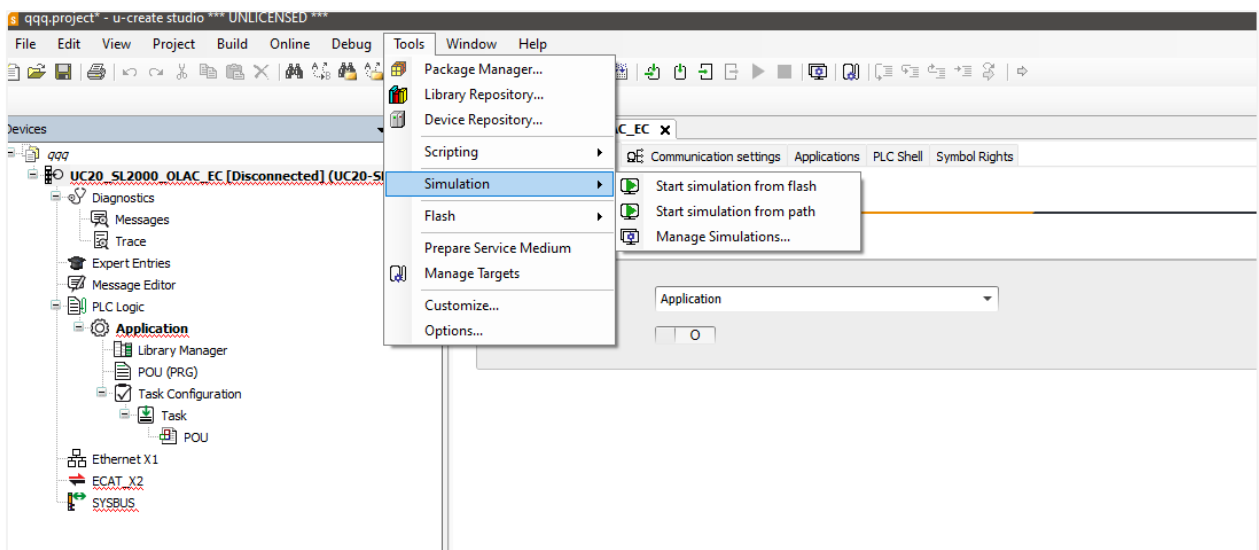 qqq.project* - u-create studio *** UNLICENSED ***
File Edit View Project Build Online Debug Tools Window Help
Package Manager...
Library Repository...
Device Repository...
Scripting
Simulation
Flash
Prepare Service Medium
Manage Targets
Customize...
Options...
Start simulation from flash
Start simulation from path
Manage Simulations...
Devices
qqq
UC20_SL2000_OLAC_EC [Disconnected] (UC20-S
Diagnostics
Messages
Trace
Expert Entries
Message Editor
PLC Logic
Application
Library Manager
POU (PRG)
Task Configuration
Task
POU
Ethernet X1
ECAT_X2
SYSBUS
C_EC
Communication settings Applications PLC Shell Symbol Rights
Application